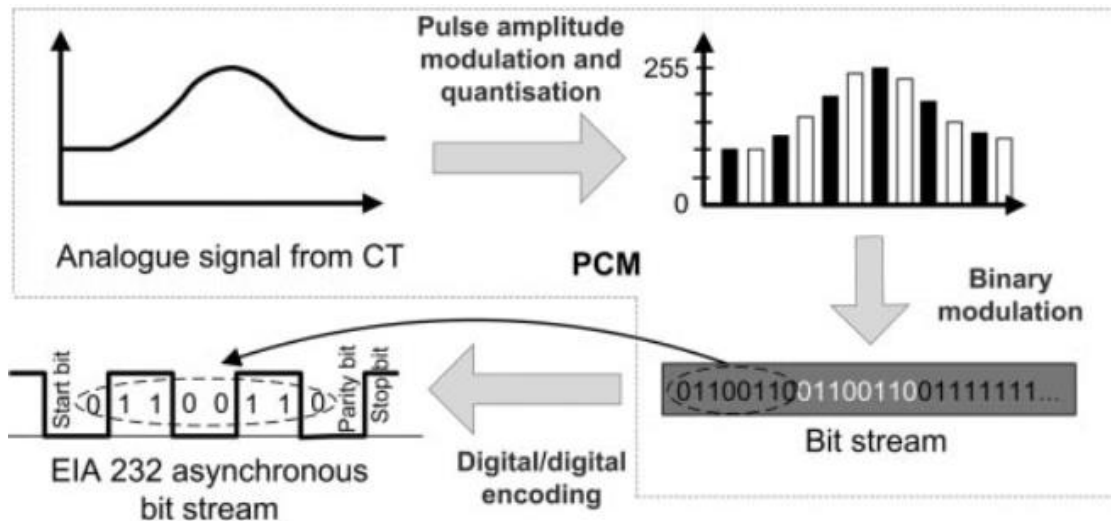 Pulse amplitude
modulation and
quantisation
255
0
Analogue signal from CT
PCM
Binary
modulation
011001100110011001111111...
Bit stream
Start bit
0 1 1 0 0 1 1 0
Parity bit
Stop bit
EIA 232 asynchronous
bit stream
Digital/digital
encoding